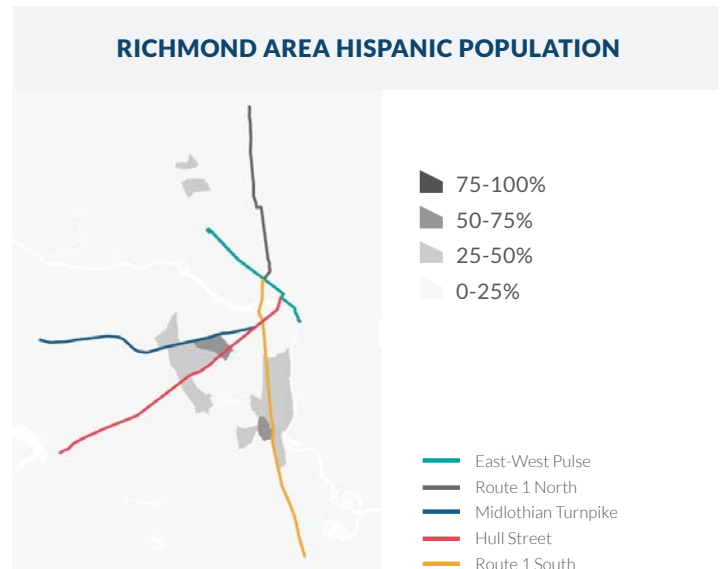 RICHMOND AREA HISPANIC POPULATION
75-100%
50-75%
25-50%
0-25%
East-West Pulse
Route 1 North
Midlothian Turnpike
Hull Street
Route 1 South